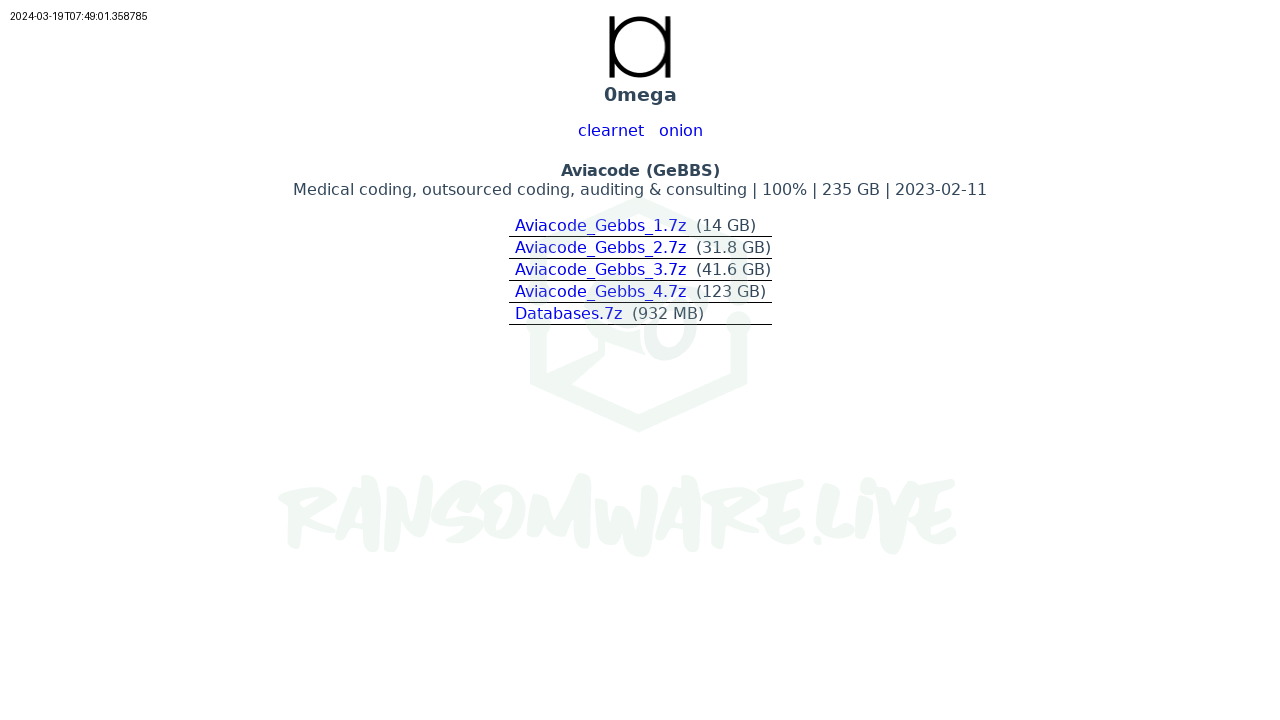 2024-03-19T07:49:01.358785
0mega
clearnet onion
Aviacode (GeBBS)
Medical coding, outsourced coding, auditing & consulting | 100% | 235 GB | 2023-02-11
Aviacode_Gebbs_1.7z (14 GB)
Aviacode_Gebbs_2.7z (31.8 GB)
Aviacode_Gebbs_3.7z (41.6 GB)
Aviacode_Gebbs_4.7z (123 GB)
Databases.7z (932 MB)
RANSOMWARE.LIVE